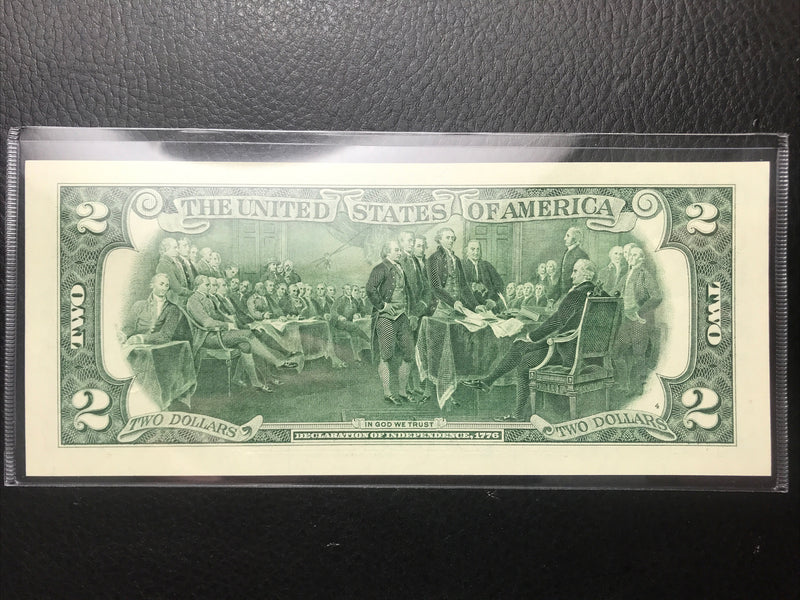 THE UNITED STATES OF AMERICA
2 2
TWO TWO
2 2
4
TWO DOLLARS IN GOD WE TRUST TWO DOLLARS
DECLARATION OF INDEPENDENCE, 1776